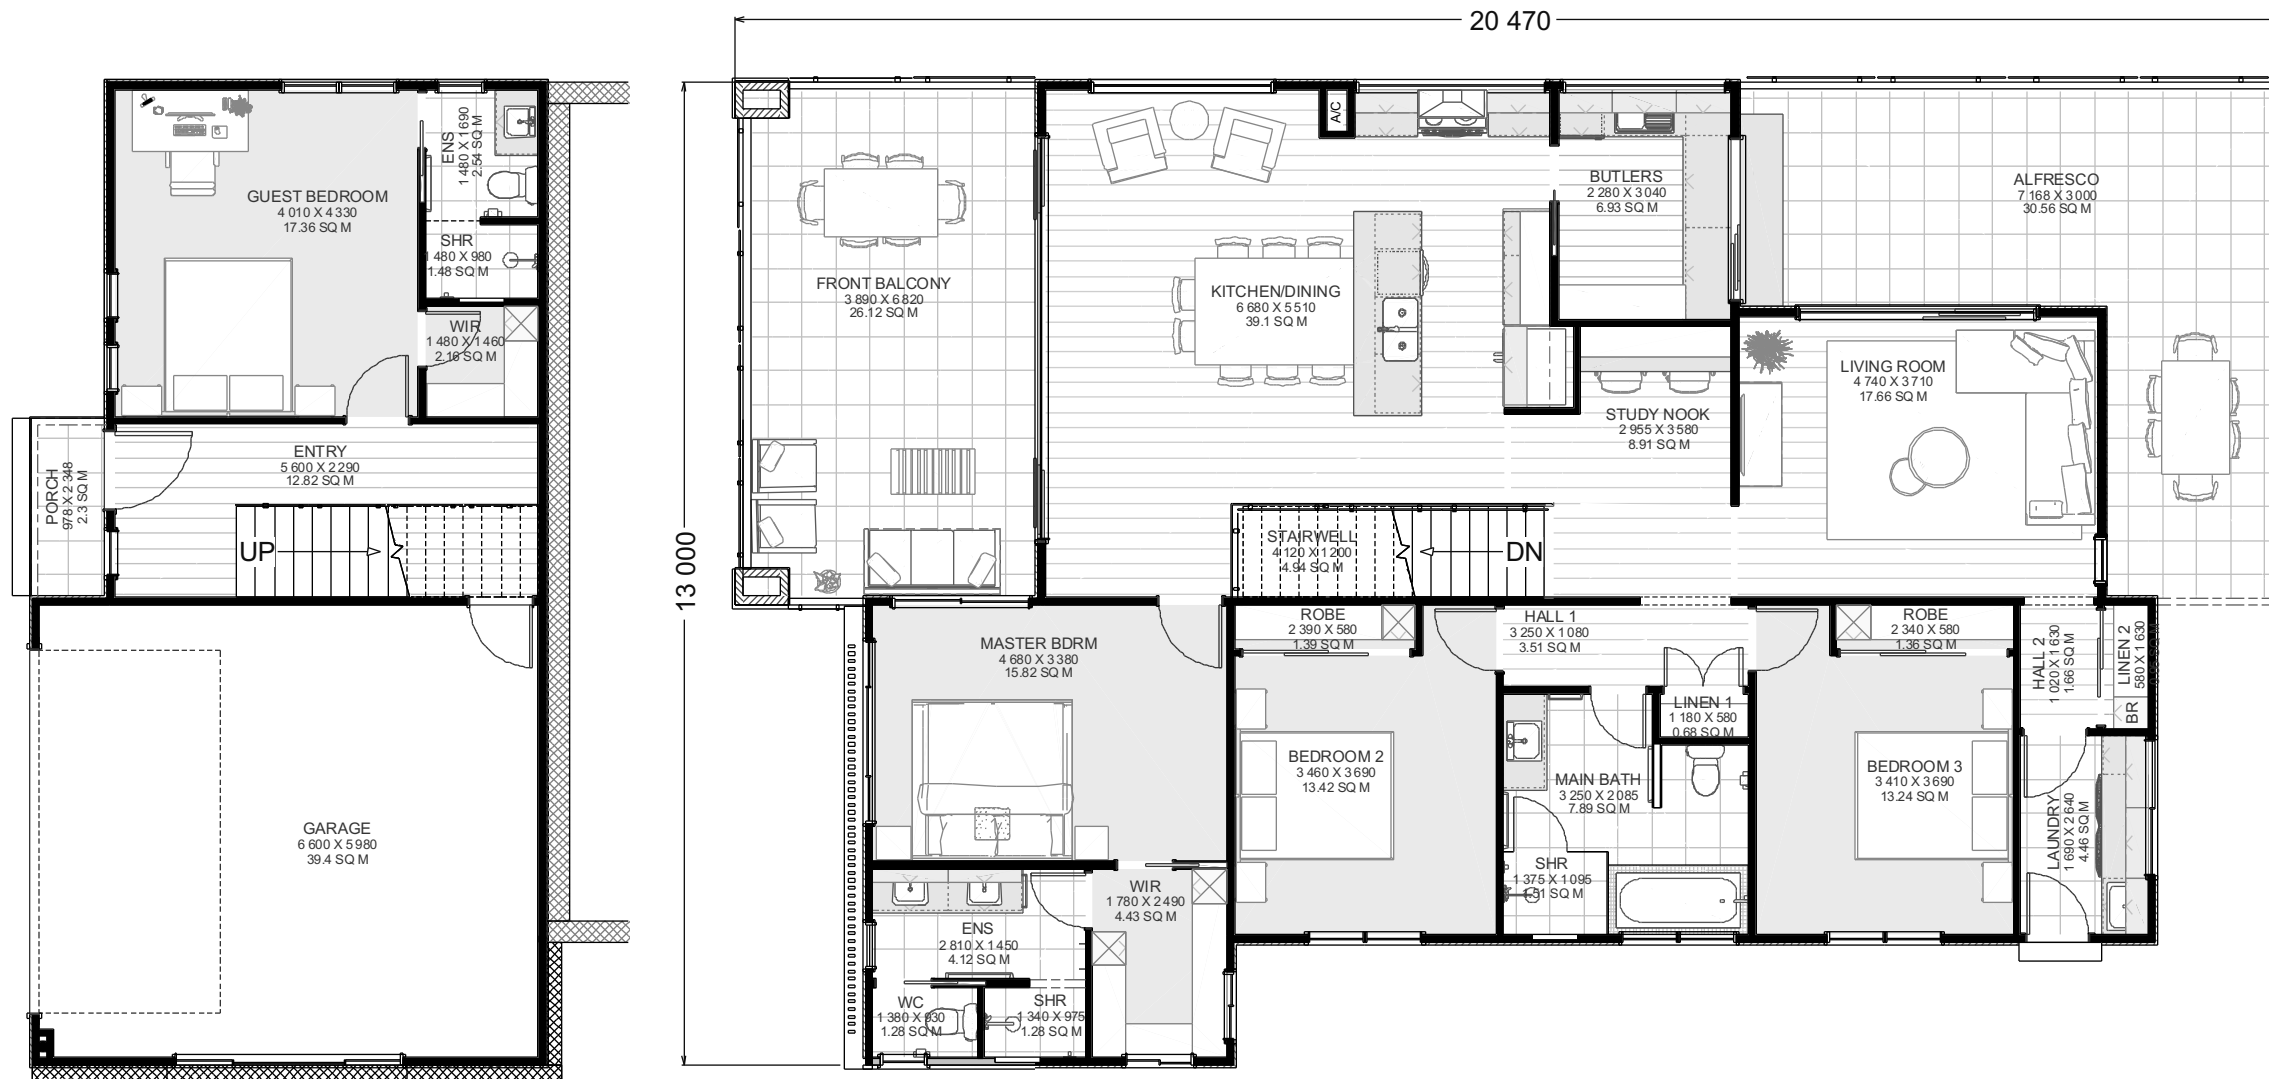 20 470
13 000
GUEST BEDROOM
4 010 X 4 330
17.36 SQ M
ENS
1 480 X 1 690
2.54 SQ M
SHR
1 480 X 980
1.48 SQ M
WIR
1 480 X 1 460
2.16 SQ M
ENTRY
5 600 X 2 290
12.82 SQ M
PORCH
978 X 2 348
2.3 SQ M
UP
GARAGE
6 600 X 5 980
39.4 SQ M
FRONT BALCONY
3 890 X 6 820
26.12 SQ M
A/C
KITCHEN/DINING
6 680 X 5 510
39.1 SQ M
BUTLERS
2 280 X 3 040
6.93 SQ M
ALFRESCO
7 168 X 3 000
30.56 SQ M
LIVING ROOM
4 740 X 3 710
17.66 SQ M
STUDY NOOK
2 955 X 3 580
8.91 SQ M
STAIRWELL
4 120 X 1 200
4.94 SQ M
DN
MASTER BDRM
4 680 X 3 380
15.82 SQ M
ROBE
2 390 X 580
1.39 SQ M
HALL 1
3 250 X 1 080
3.51 SQ M
ROBE
2 340 X 580
1.36 SQ M
HALL 2
1 020 X 1 630
1.66 SQ M
LINEN 2
580 X 1 630
BR
LINEN 1
1 180 X 580
0.68 SQ M
BEDROOM 2
3 460 X 3 690
13.42 SQ M
MAIN BATH
3 250 X 2 085
7.89 SQ M
BEDROOM 3
3 410 X 3 690
13.24 SQ M
LAUNDRY
1 690 X 2 640
4.46 SQ M
SHR
1 375 X 1 095
1.51 SQ M
WIR
1 780 X 2 490
4.43 SQ M
ENS
2 810 X 1 450
4.12 SQ M
WC
1 380 X 930
1.28 SQ M
SHR
1 340 X 975
1.28 SQ M